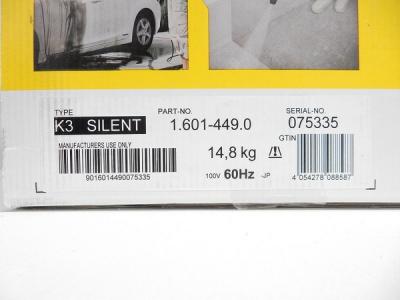 TYPE PART-NO. SERIAL-NO.
K3 SILENT 1.601-449.0 075335
MANUFACTURERS USE ONLY 14,8 kg GTIN
9016014490075335 100V 60Hz -JP 4 054278 088587